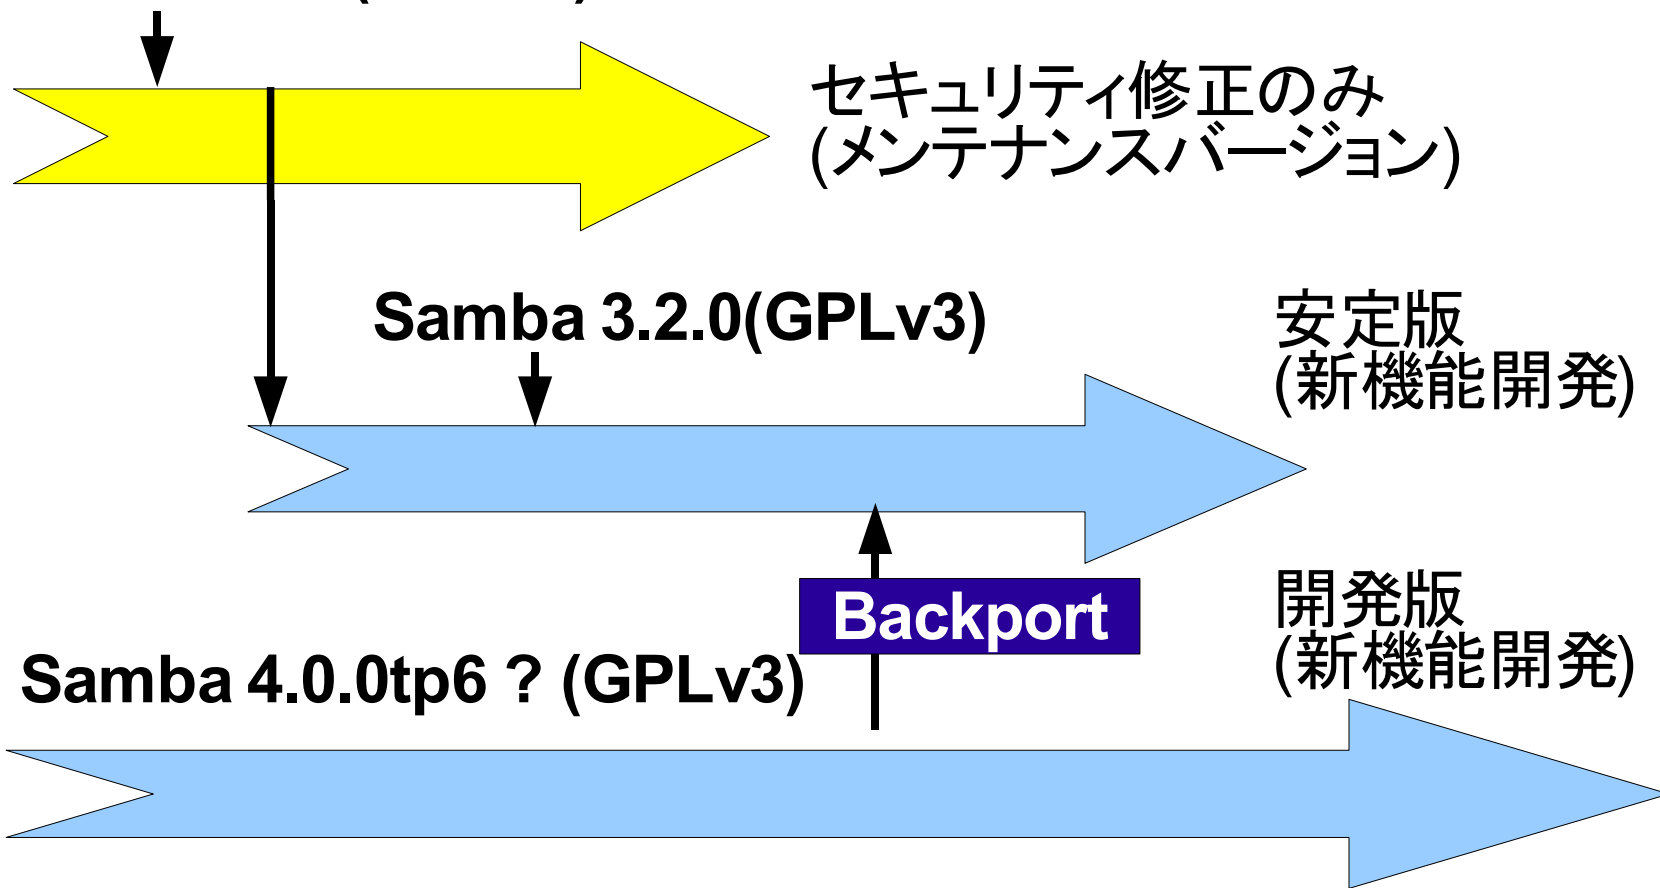 セキュリティ修正のみ
(メンテナンスバージョン)
Samba 3.2.0(GPLv3)
安定版
(新機能開発)
Backport
開発版
(新機能開発)
Samba 4.0.0tp6 ? (GPLv3)